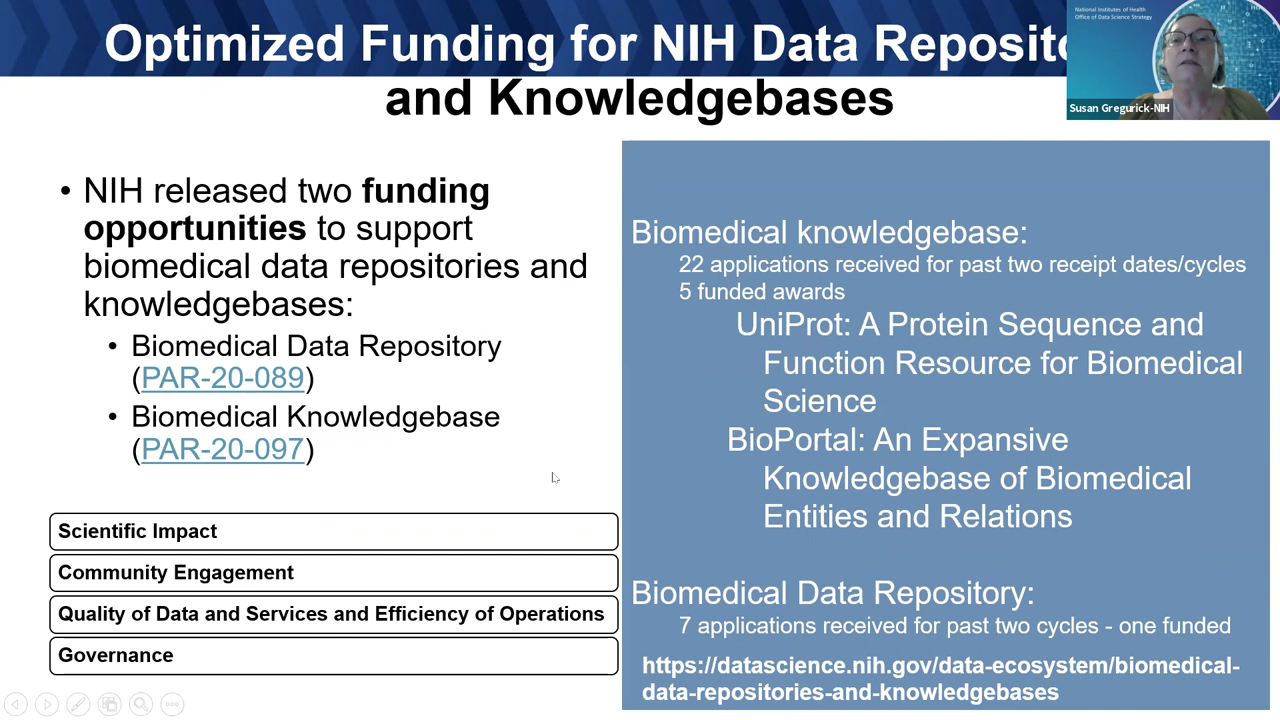 Optimized Funding for NIH Data Reposito
and Knowledgebases
National Institutes of Health
Office of Data Science Strategy
Susan Gregurick-NIH
• NIH released two funding
opportunities to support
biomedical data repositories and
knowledgebases:
• Biomedical Data Repository
(PAR-20-089)
• Biomedical Knowledgebase
(PAR-20-097)
Scientific Impact
Community Engagement
Quality of Data and Services and Efficiency of Operations
Governance
Biomedical knowledgebase:
22 applications received for past two receipt dates/cycles
5 funded awards
UniProt: A Protein Sequence and
Function Resource for Biomedical
Science
BioPortal: An Expansive
Knowledgebase of Biomedical
Entities and Relations
Biomedical Data Repository:
7 applications received for past two cycles - one funded
https://datascience.nih.gov/data-ecosystem/biomedical-
data-repositories-and-knowledgebases